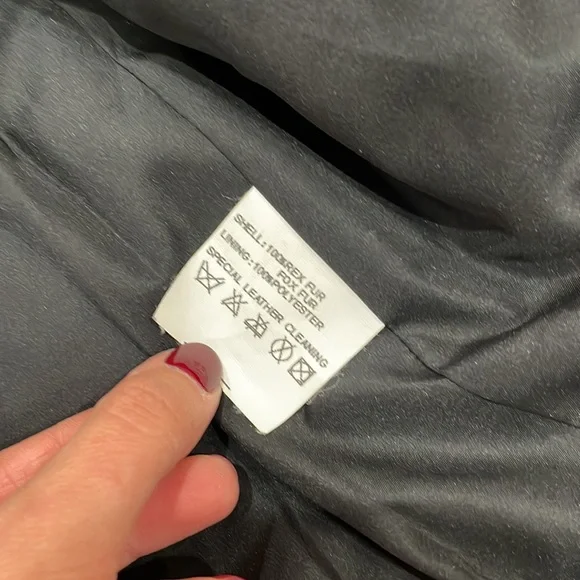 SHELL:100%REX FUR
FOX FUR
LINING:100%POLYESTER
SPECIAL LEATHER CLEANING